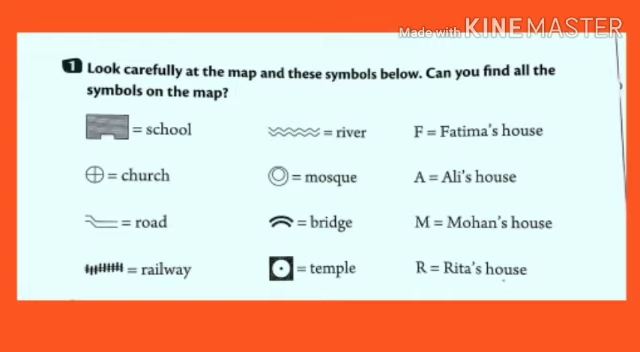 Made with KINEMASTER
1 Look carefully at the map and these symbols below. Can you find all the
symbols on the map?
= school = river F = Fatima's house
= church = mosque A = Ali's house
= road = bridge M = Mohan's house
= railway = temple R = Rita's house